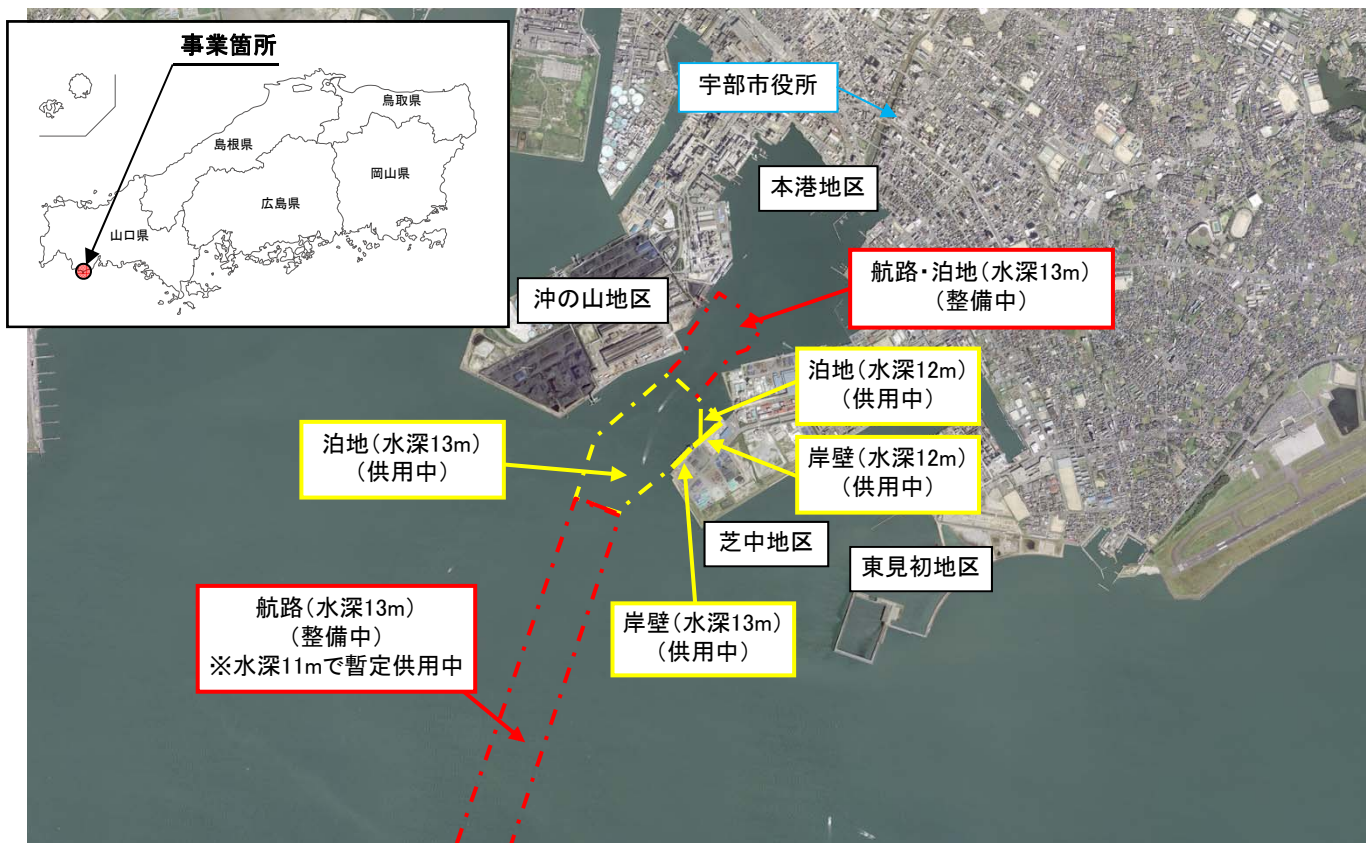 事業箇所
鳥取県
島根県
岡山県
広島県
山口県
宇部市役所
本港地区
航路・泊地(水深13m)
(整備中)
沖の山地区
泊地(水深12m)
(供用中)
泊地(水深13m)
(供用中)
岸壁(水深12m)
(供用中)
芝中地区
東見初地区
航路(水深13m)
(整備中)
※水深11mで暫定供用中
岸壁(水深13m)
(供用中)